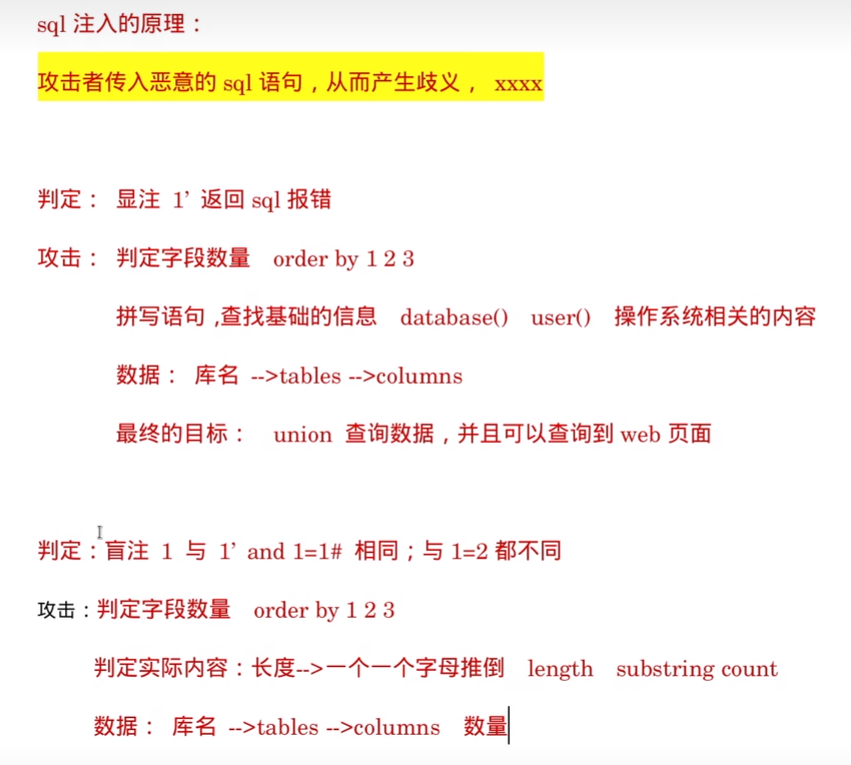 sql 注入的原理：
攻击者传入恶意的 sql 语句，从而产生歧义， xxxx
判定： 显注 1’ 返回 sql 报错
攻击： 判定字段数量 order by 1 2 3
拼写语句 ,查找基础的信息 database() user() 操作系统相关的内容
数据： 库名 -->tables -->columns
最终的目标： union 查询数据，并且可以查询到 web 页面
判定：盲注 1 与 1’ and 1=1# 相同；与 1=2 都不同
攻击：判定字段数量 order by 1 2 3
判定实际内容：长度-->一个一个字母推倒 length substring count
数据： 库名 -->tables -->columns 数量